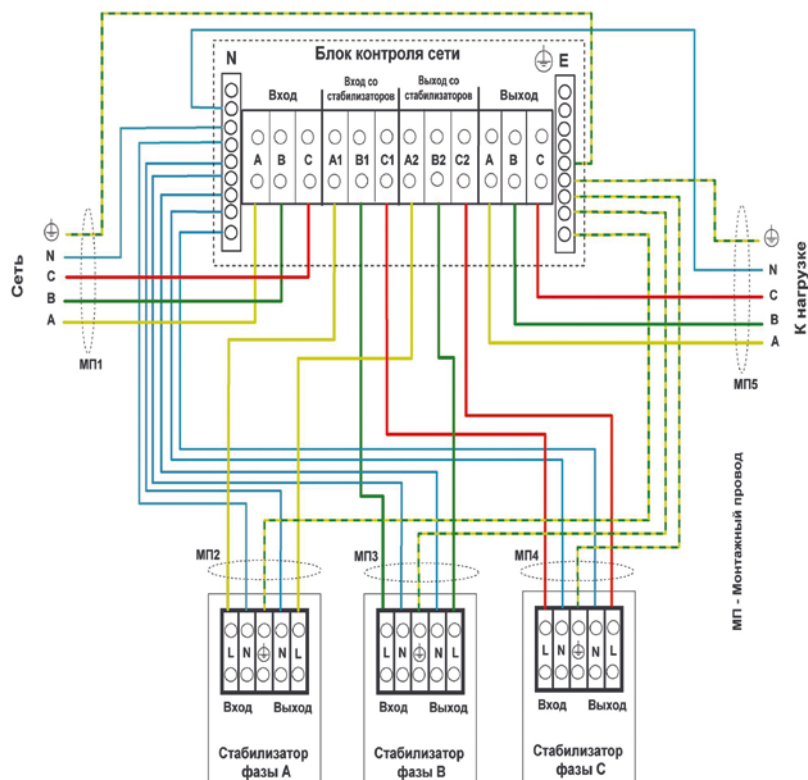 Блок контроля сети
N
E
Вход
Вход со
стабилизаторов
Выход со
стабилизаторов
Выход
A B C A1 B1 C1 A2 B2 C2 A B C
Сеть
N
C
B
A
МП1
К нагрузке
N
C
B
A
МП5
МП - Монтажный провод
МП2
МП3
МП4
L N N L
Вход Выход
Стабилизатор
фазы А
L N N L
Вход Выход
Стабилизатор
фазы В
L N N L
Вход Выход
Стабилизатор
фазы С